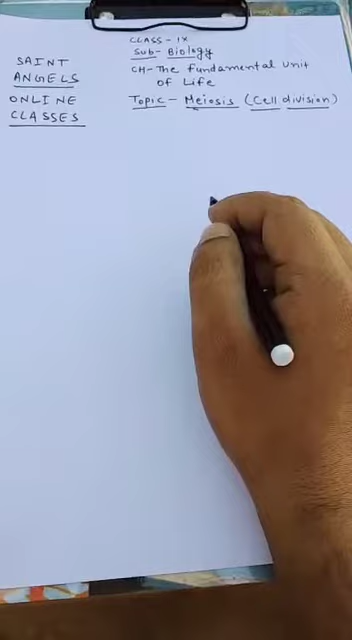 SAINT
ANGELS
ONLINE
CLASSES
CLASS - IX
Sub - Biology
CH - The fundamental Unit
of Life
Topic - Meiosis (Cell division)